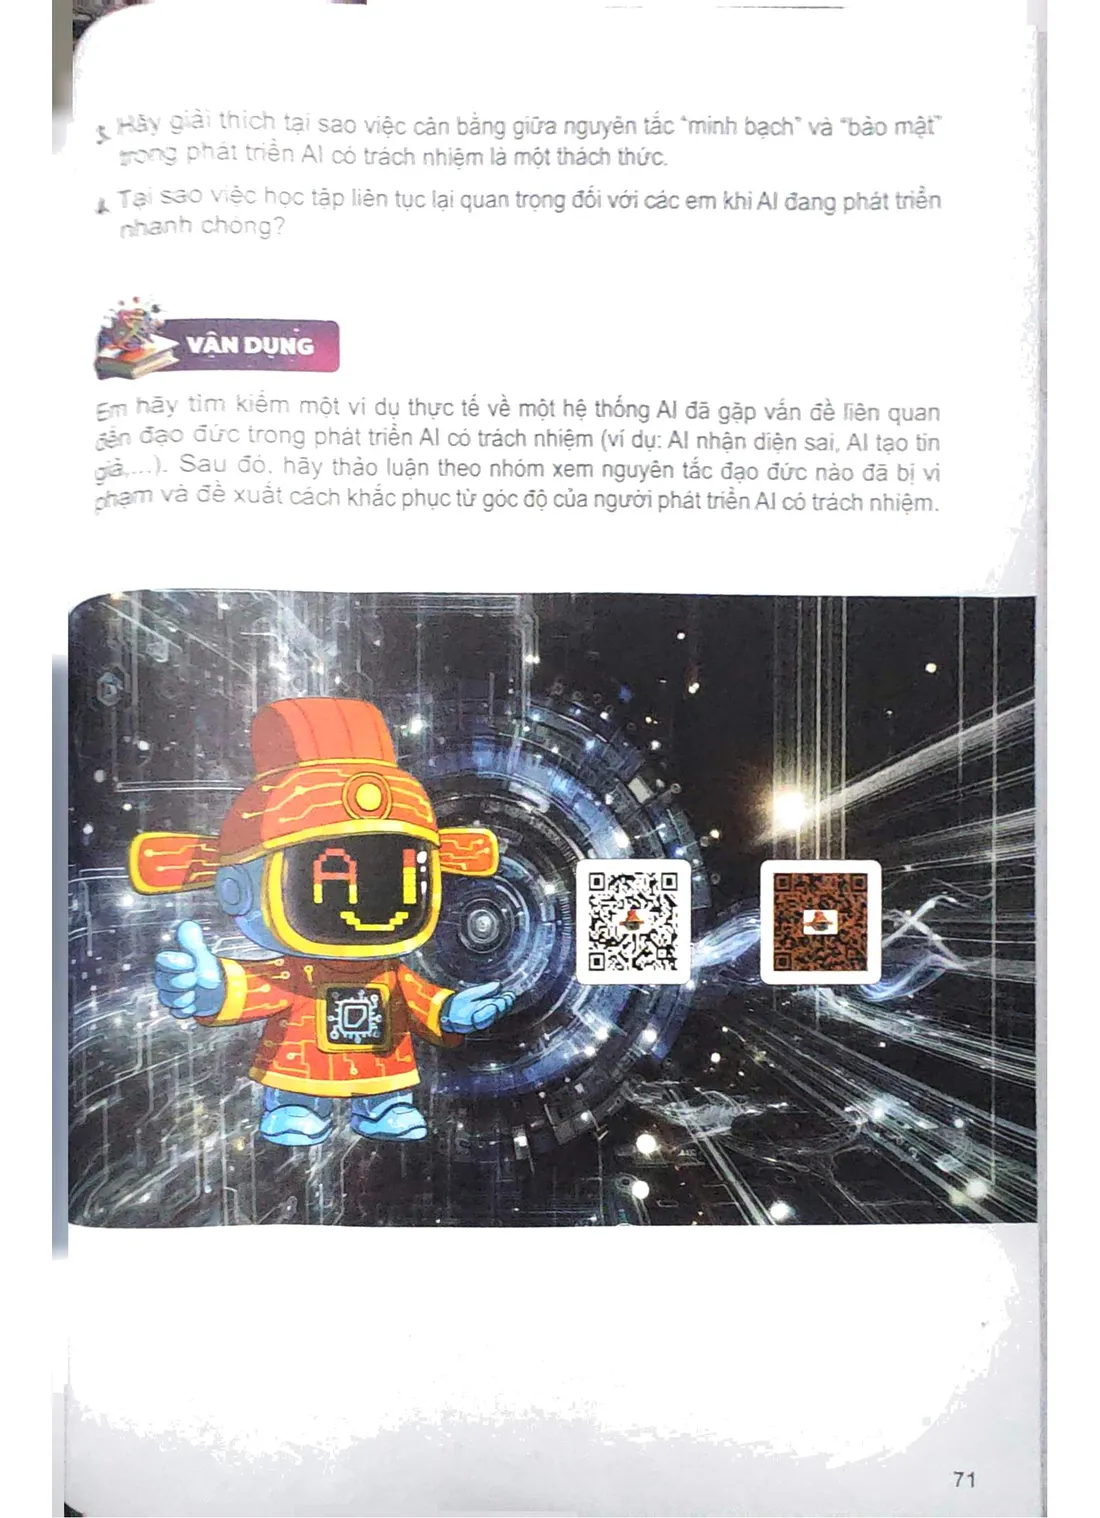 3. Hãy giải thích tại sao việc cân bằng giữa nguyên tắc “minh bạch” và “bảo mật”
trong phát triển AI có trách nhiệm là một thách thức.
4. Tại sao việc học tập liên tục lại quan trọng đối với các em khi AI đang phát triển
nhanh chóng?
VẬN DỤNG
Em hãy tìm kiếm một ví dụ thực tế về một hệ thống AI đã gặp vấn đề liên quan
đến đạo đức trong phát triển AI có trách nhiệm (ví dụ: AI nhận diện sai, AI tạo tin
giả,...). Sau đó, hãy thảo luận theo nhóm xem nguyên tắc đạo đức nào đã bị vi
phạm và đề xuất cách khắc phục từ góc độ của người phát triển AI có trách nhiệm.
AI
71